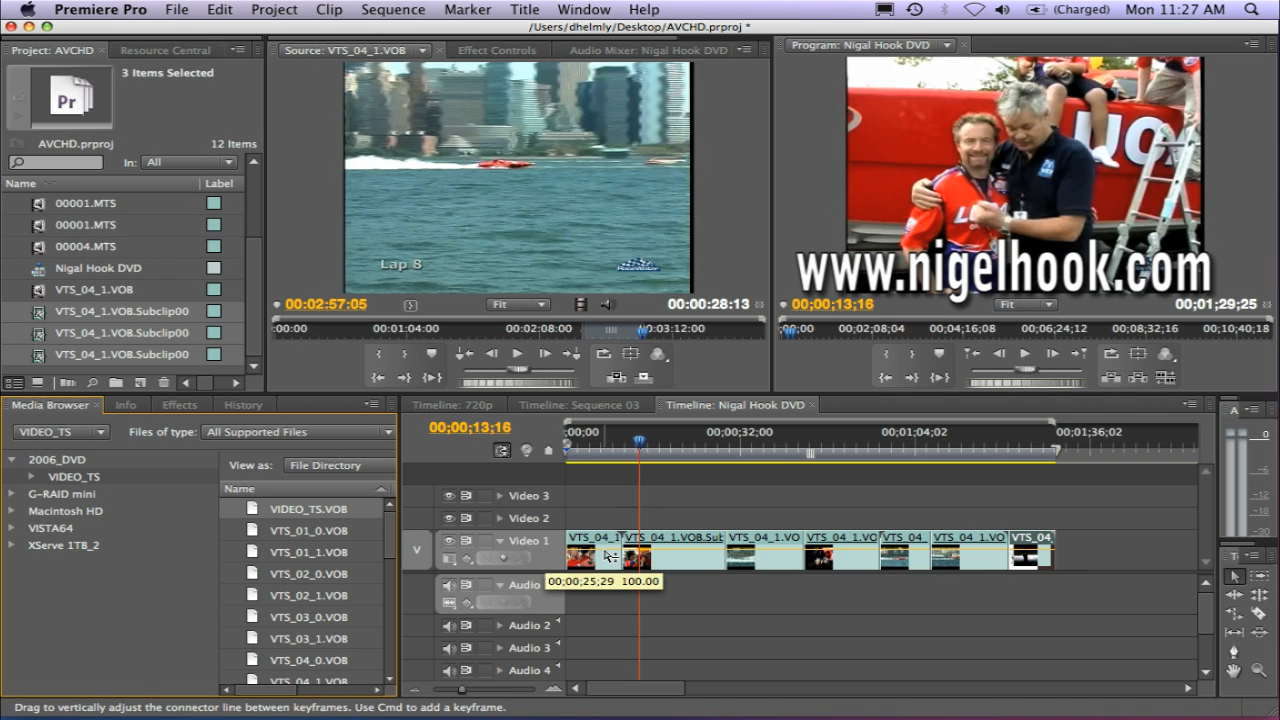 Premiere Pro File Edit Project Clip Sequence Marker Title Window Help (Charged) Mon 11:27 AM
/Users/dhelmly/Desktop/AVCHD.prproj *
Project: AVCHD Resource Central
3 Items Selected
Pr
AVCHD.prproj 12 Items
In: All
Name Label
00001.MTS
00001.MTS
00004.MTS
Nigal Hook DVD
VTS_04_1.VOB
VTS_04_1.VOB.Subclip00
VTS_04_1.VOB.Subclip00
VTS_04_1.VOB.Subclip00
Source: VTS_04_1.VOB Effect Controls Audio Mixer: Nigal Hook DVD
Lap 8
00:02:57:05 Fit 00:00:28:13
:00:00 00:01:04:00 00:02:08:00 00:03:12:00
Program: Nigal Hook DVD
www.nigelhook.com
00;00;13;16 Fit 00;01;29;25
00;00 00;02;08;04 00;04;16;08 00;06;24;12 00;08;32;16 00;10;40;18
Media Browser Info Effects History
VIDEO_TS Files of type: All Supported Files
2006_DVD
VIDEO_TS
G-RAID mini
Macintosh HD
VISTA64
XServe 1TB_2
View as: File Directory
Name
VIDEO_TS.VOB
VTS_01_0.VOB
VTS_01_1.VOB
VTS_02_0.VOB
VTS_02_1.VOB
VTS_03_0.VOB
VTS_03_1.VOB
VTS_04_0.VOB
VTS_04_1.VOB
Timeline: 720p Timeline: Sequence 03 Timeline: Nigal Hook DVD
00;00;13;16
;00;00 00;00;32;00 00;01;04;02 00;01;36;02
Video 3
Video 2
V Video 1
VTS_04_1 VTS_04_1.VOB.Sub VTS_04_1.VO VTS_04_1.VO VTS_04 VTS_04_1.VO VTS_04
00;00;25;29 100.00
Audio
Audio 2
Audio 3
Audio 4
A
0
-6
-12
-18
-30
T
Drag to vertically adjust the connector line between keyframes. Use Cmd to add a keyframe.